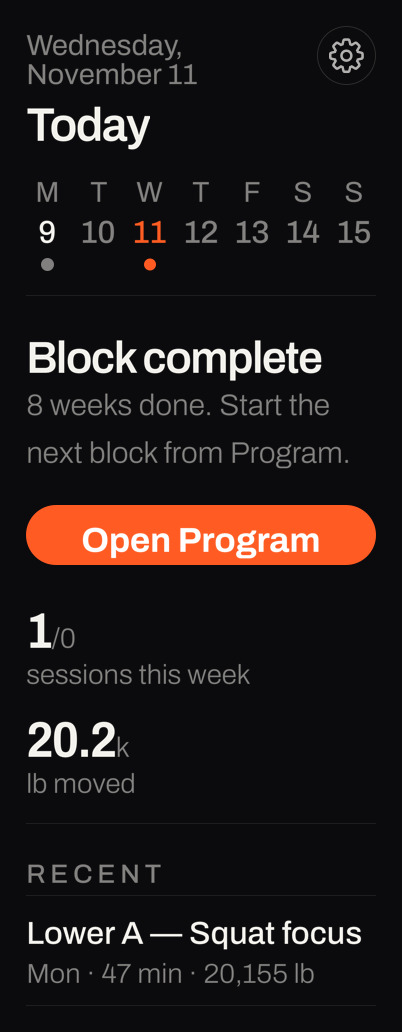 Wednesday,
November 11
Today
M T W T F S S
9 10 11 12 13 14 15
Block complete
8 weeks done. Start the
next block from Program.
Open Program
1/0
sessions this week
20.2k
lb moved
RECENT
Lower A — Squat focus
Mon · 47 min · 20,155 lb